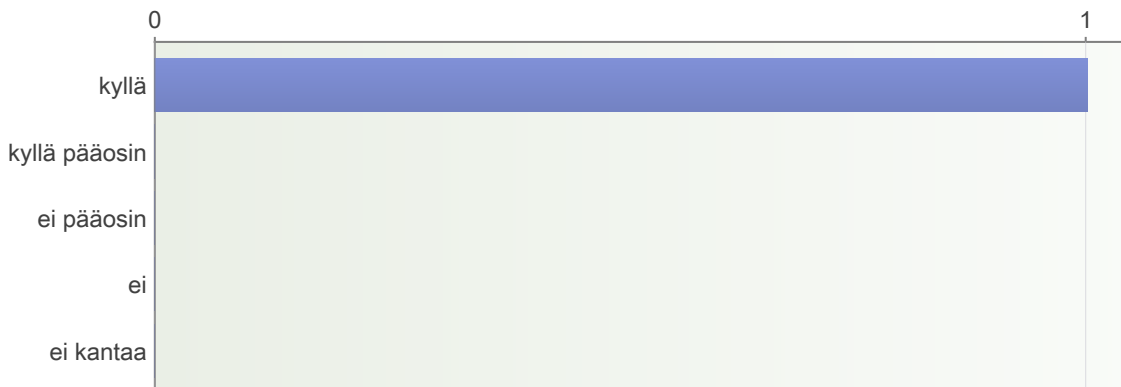 0 1
kyllä
kyllä pääosin
ei pääosin
ei
ei kantaa